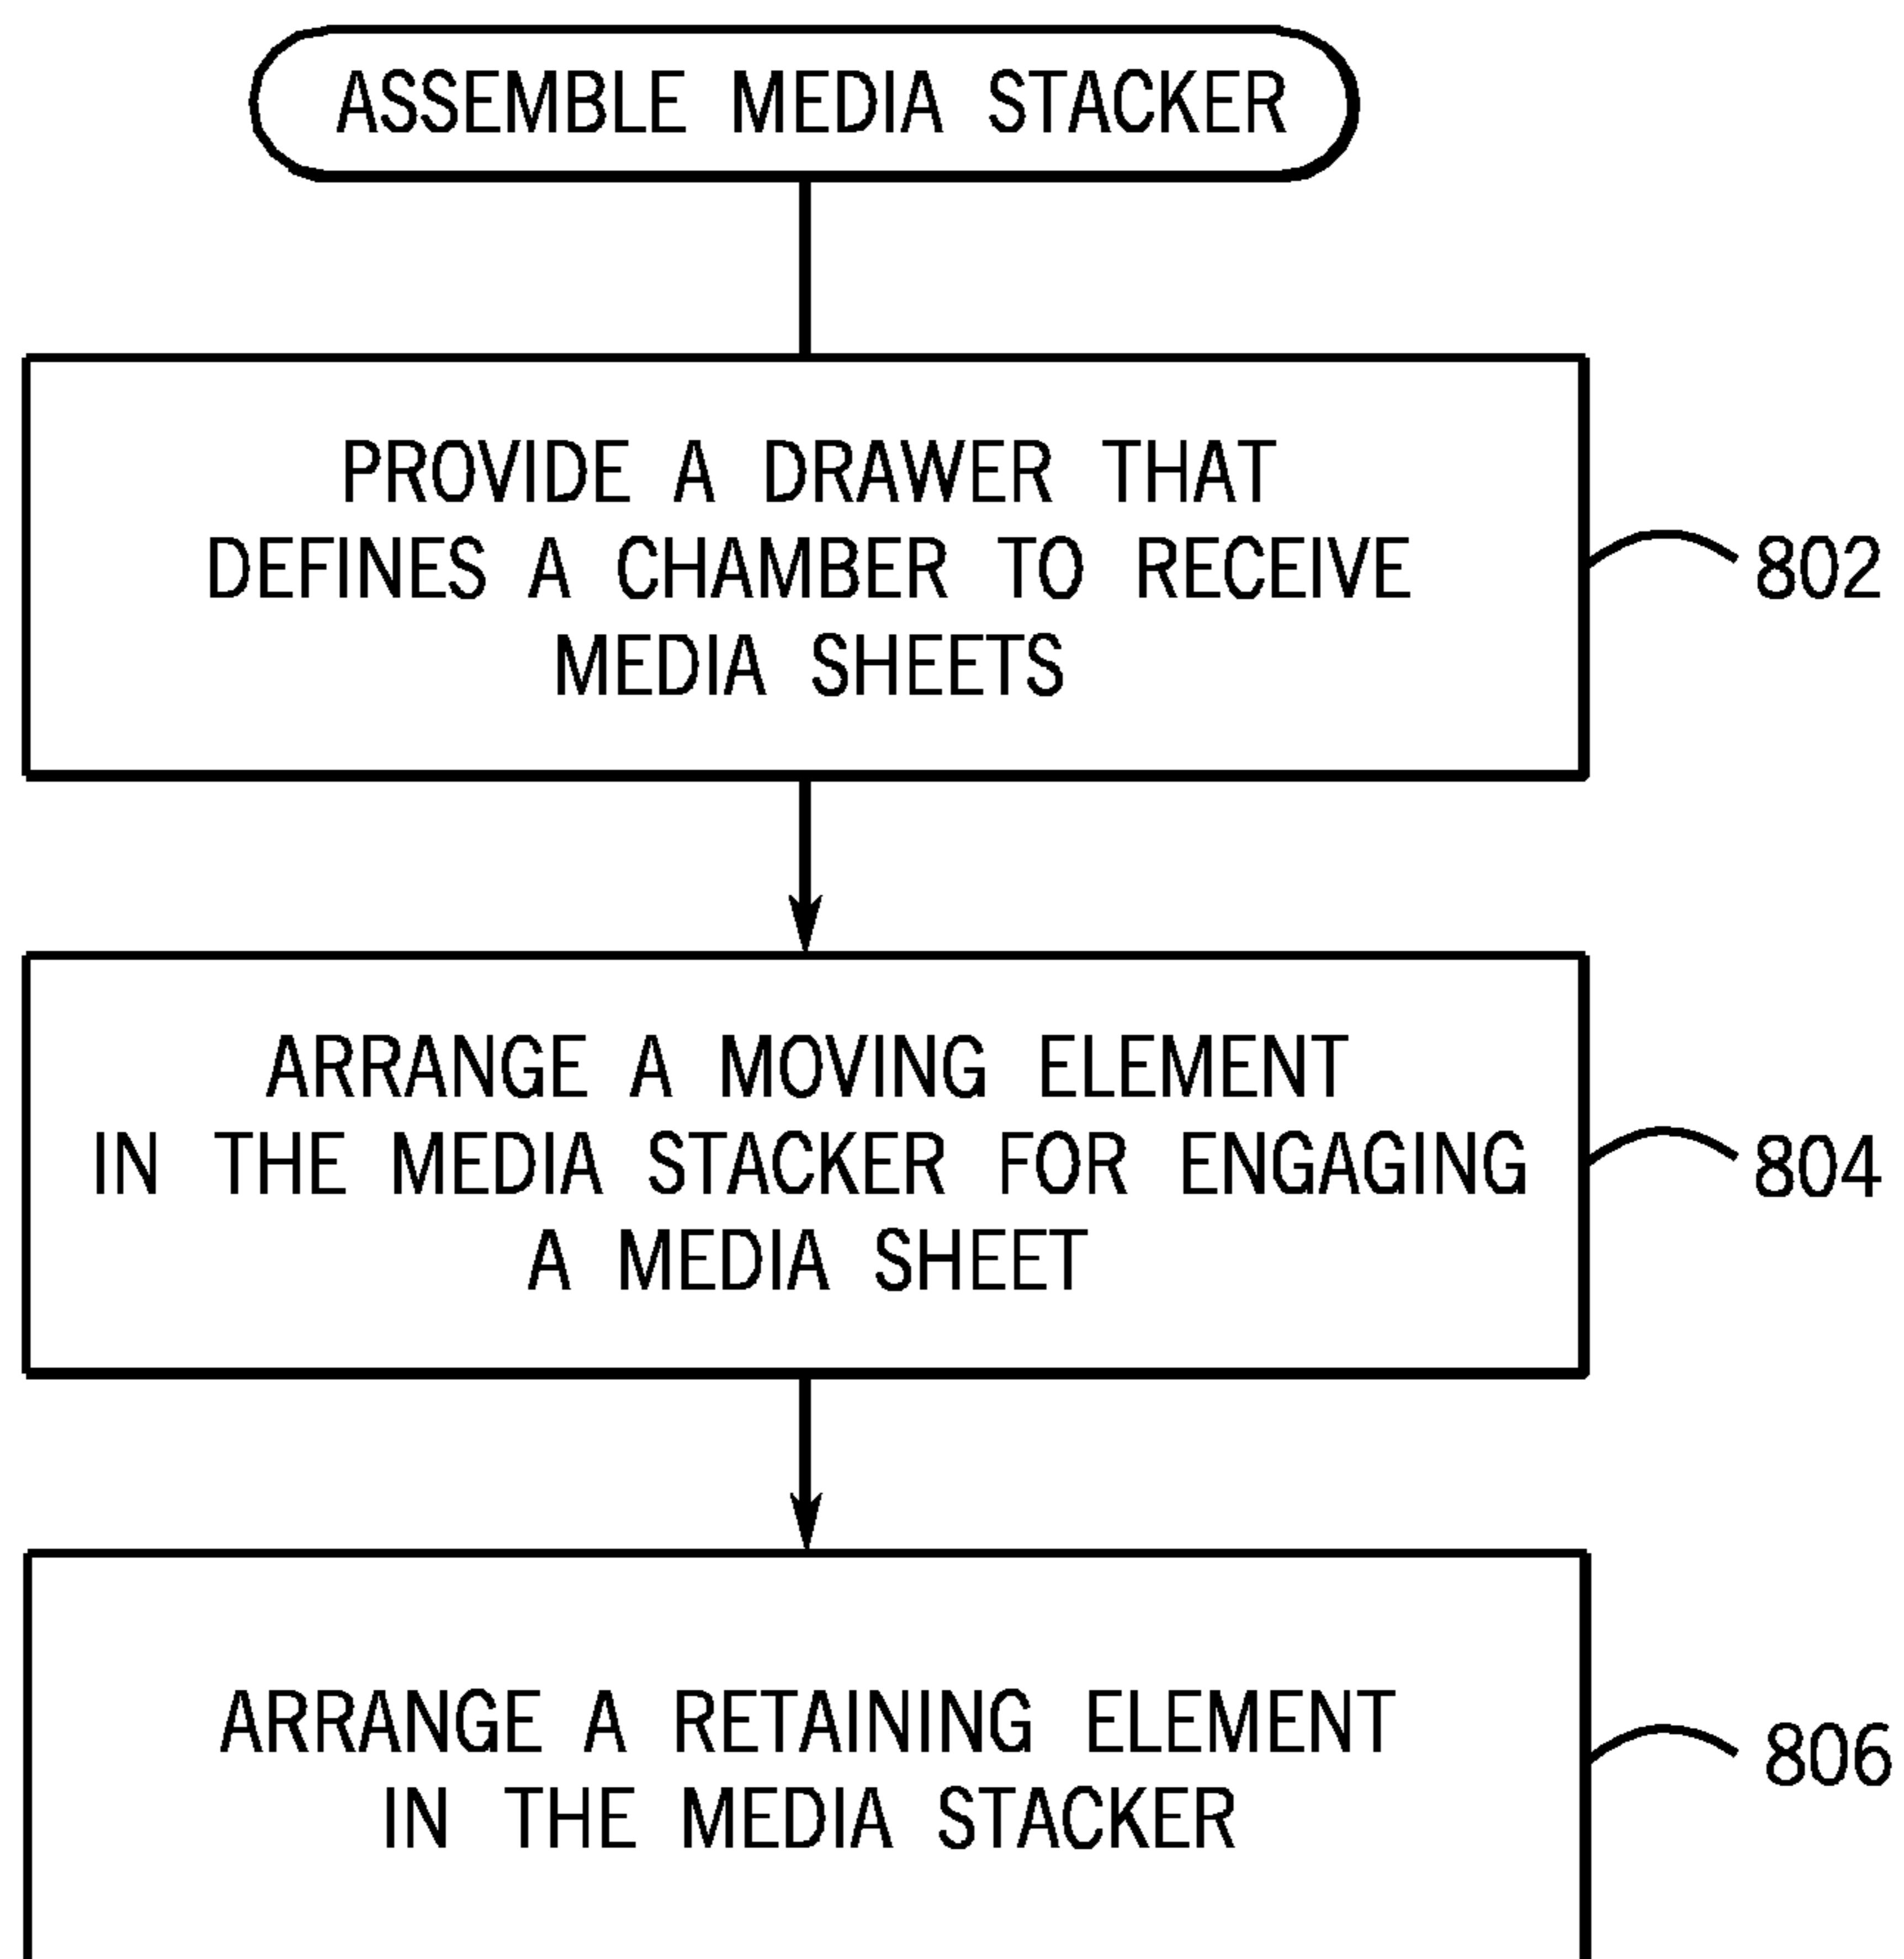 ASSEMBLE MEDIA STACKER
PROVIDE A DRAWER THAT
DEFINES A CHAMBER TO RECEIVE
MEDIA SHEETS
802
ARRANGE A MOVING ELEMENT
IN THE MEDIA STACKER FOR ENGAGING
A MEDIA SHEET
804
ARRANGE A RETAINING ELEMENT
IN THE MEDIA STACKER
806